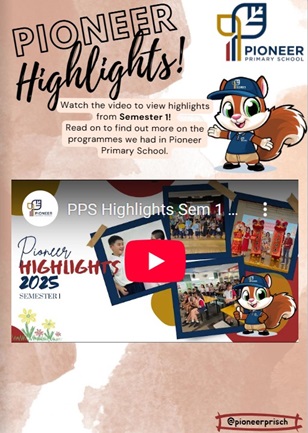 PIONEER
Highlights!
PIONEER
PRIMARY SCHOOL
Watch the video to view highlights
from Semester 1!
Read on to find out more on the
programmes we had in Pioneer
Primary School.
PIONEER
PPS Highlights Sem 1 ...
Pioneer
HIGHLIGHTS
2025
SEMESTER 1
@pioneerprisch